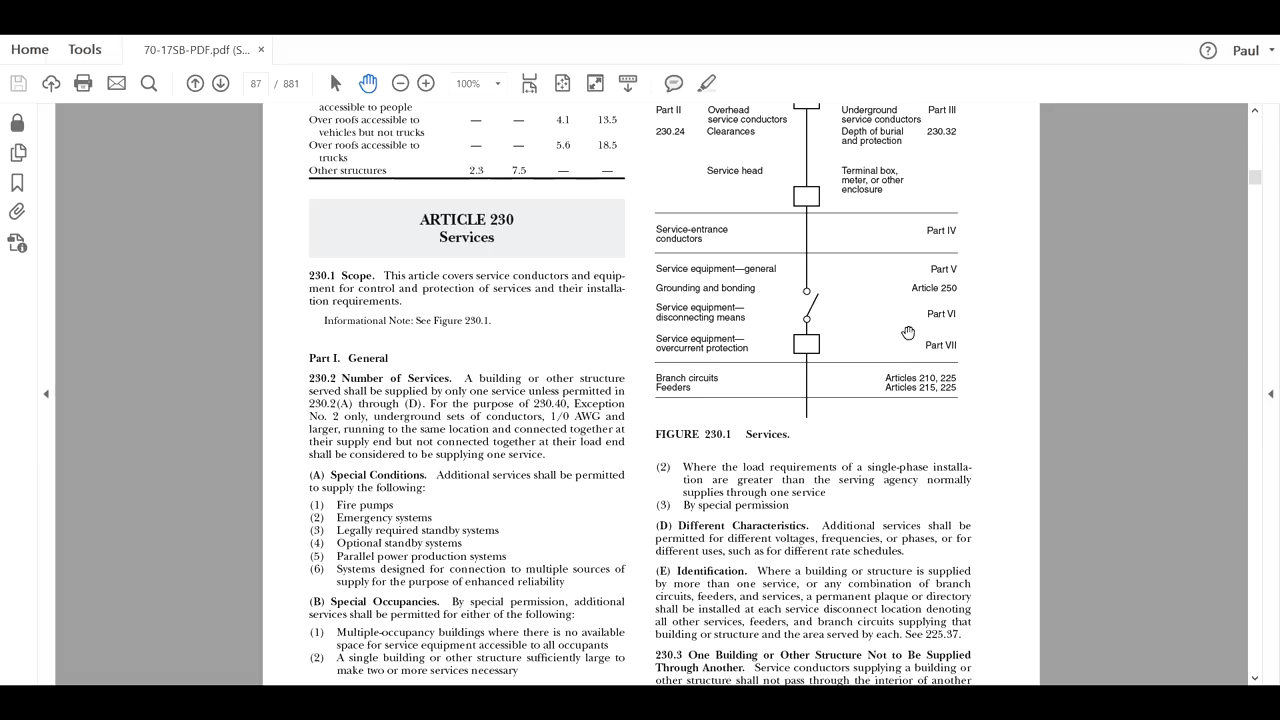 Home
Tools
70-17SB-PDF.pdf (S...
×
?
Paul
87 / 881
100%
accessible to people
Over roofs accessible to — — 4.1 13.5
vehicles but not trucks
Over roofs accessible to — — 5.6 18.5
trucks
Other structures 2.3 7.5 — —
ARTICLE 230
Services
230.1 Scope. This article covers service conductors and equip-
ment for control and protection of services and their installa-
tion requirements.
Informational Note: See Figure 230.1.
Part I. General
230.2 Number of Services. A building or other structure
served shall be supplied by only one service unless permitted in
230.2(A) through (D). For the purpose of 230.40, Exception
No. 2 only, underground sets of conductors, 1/0 AWG and
larger, running to the same location and connected together at
their supply end but not connected together at their load end
shall be considered to be supplying one service.
(A) Special Conditions. Additional services shall be permitted
to supply the following:
(1) Fire pumps
(2) Emergency systems
(3) Legally required standby systems
(4) Optional standby systems
(5) Parallel power production systems
(6) Systems designed for connection to multiple sources of
supply for the purpose of enhanced reliability
(B) Special Occupancies. By special permission, additional
services shall be permitted for either of the following:
(1) Multiple-occupancy buildings where there is no available
space for service equipment accessible to all occupants
(2) A single building or other structure sufficiently large to
make two or more services necessary
Part II Overhead
service conductors
Underground Part III
service conductors
230.24 Clearances
Depth of burial 230.32
and protection
Service head
Terminal box,
meter, or other
enclosure
Service-entrance
conductors
Part IV
Service equipment—general Part V
Grounding and bonding Article 250
Service equipment—
disconnecting means
Part VI
Service equipment—
overcurrent protection
Part VII
Branch circuits Articles 210, 225
Feeders Articles 215, 225
FIGURE 230.1 Services.
(2) Where the load requirements of a single-phase installa-
tion are greater than the serving agency normally
supplies through one service
(3) By special permission
(D) Different Characteristics. Additional services shall be
permitted for different voltages, frequencies, or phases, or for
different uses, such as for different rate schedules.
(E) Identification. Where a building or structure is supplied
by more than one service, or any combination of branch
circuits, feeders, and services, a permanent plaque or directory
shall be installed at each service disconnect location denoting
all other services, feeders, and branch circuits supplying that
building or structure and the area served by each. See 225.37.
230.3 One Building or Other Structure Not to Be Supplied
Through Another. Service conductors supplying a building or
other structure shall not pass through the interior of another